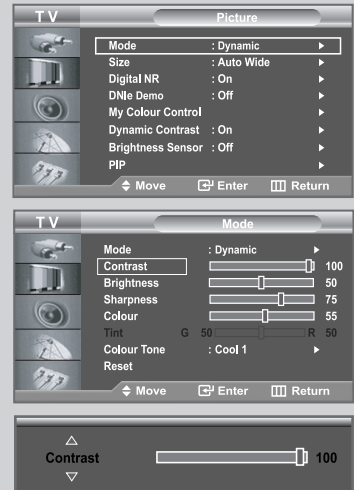 TV Picture
Mode : Dynamic
Size : Auto Wide
Digital NR : On
DNIe Demo : Off
My Colour Control
Dynamic Contrast : On
Brightness Sensor : Off
PIP
Move Enter Return
TV Mode
Mode : Dynamic
Contrast 100
Brightness 50
Sharpness 75
Colour 55
Tint G 50 R 50
Colour Tone : Cool 1
Reset
Move Enter Return
Contrast 100